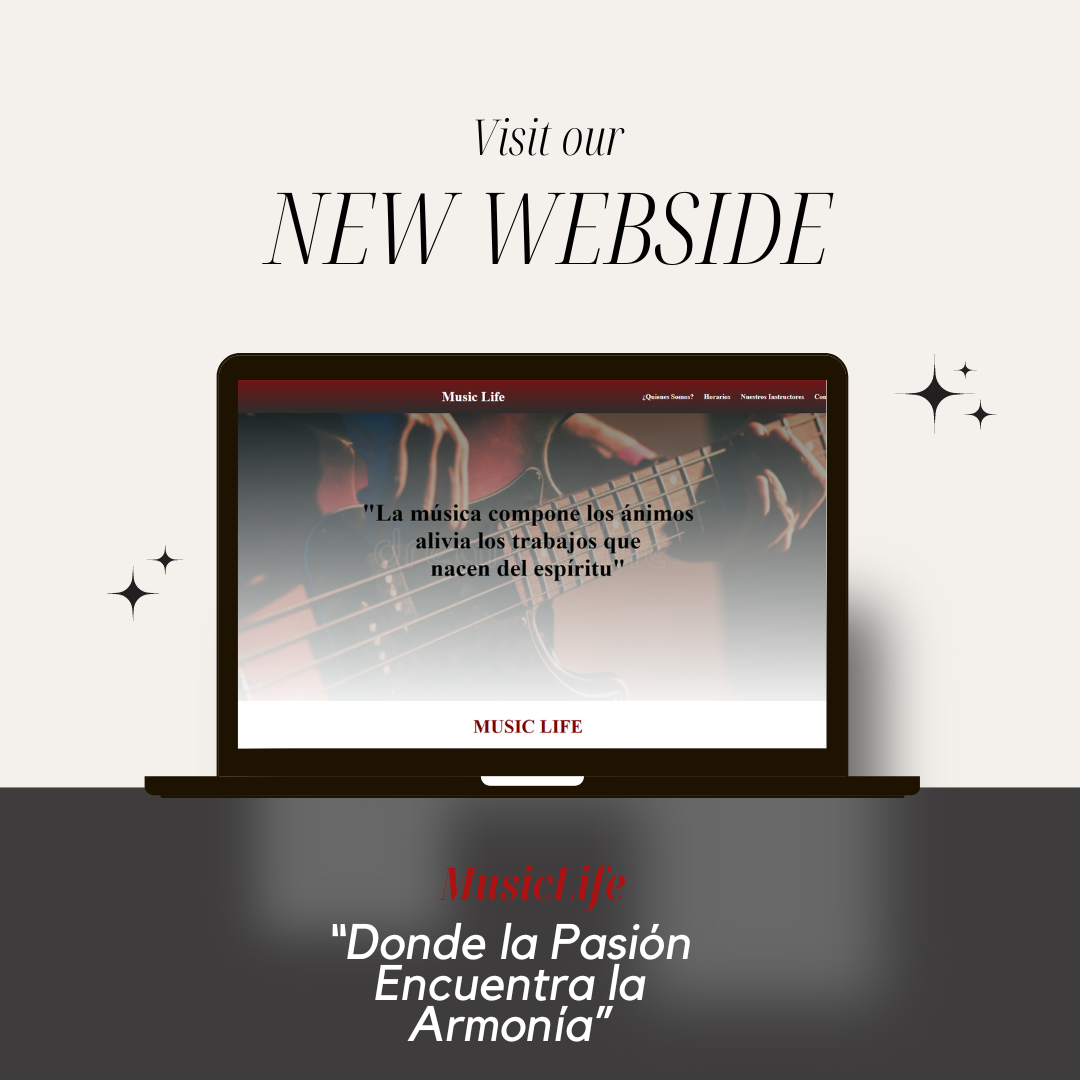 Visit our
NEW WEBSIDE
Music Life
¿Quienes Somos? Horarios Nuestros Instructores
"La música compone los ánimos
alivia los trabajos que
nacen del espíritu"
MUSIC LIFE
MusicLife
“Donde la Pasión
Encuentra la
Armonía”